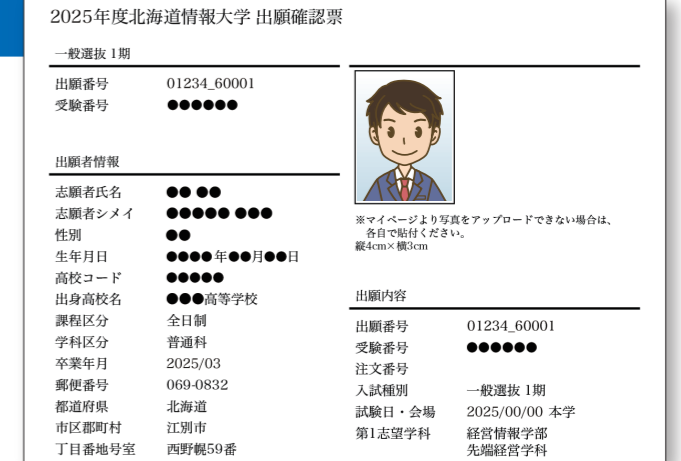 2025年度北海道情報大学 出願確認票
一般選抜 1期
出願番号 01234_60001
受験番号 ●●●●●●
出願者情報
志願者氏名 ●● ●●
志願者シメイ ●●●●● ●●●
性別 ●●
生年月日 ●●●●年●●月●●日
高校コード ●●●●●
出身高校名 ●●●高等学校
課程区分 全日制
学科区分 普通科
卒業年月 2025/03
郵便番号 069-0832
都道府県 北海道
市区郡町村 江別市
丁目番地号室 西野幌59番
※マイページより写真をアップロードできない場合は、
各自で貼付ください。
縦4cm×横3cm
出願内容
出願番号 01234_60001
受験番号 ●●●●●●
注文番号
入試種別 一般選抜 1期
試験日・会場 2025/00/00 本学
第1志望学科 経営情報学部
先端経営学科